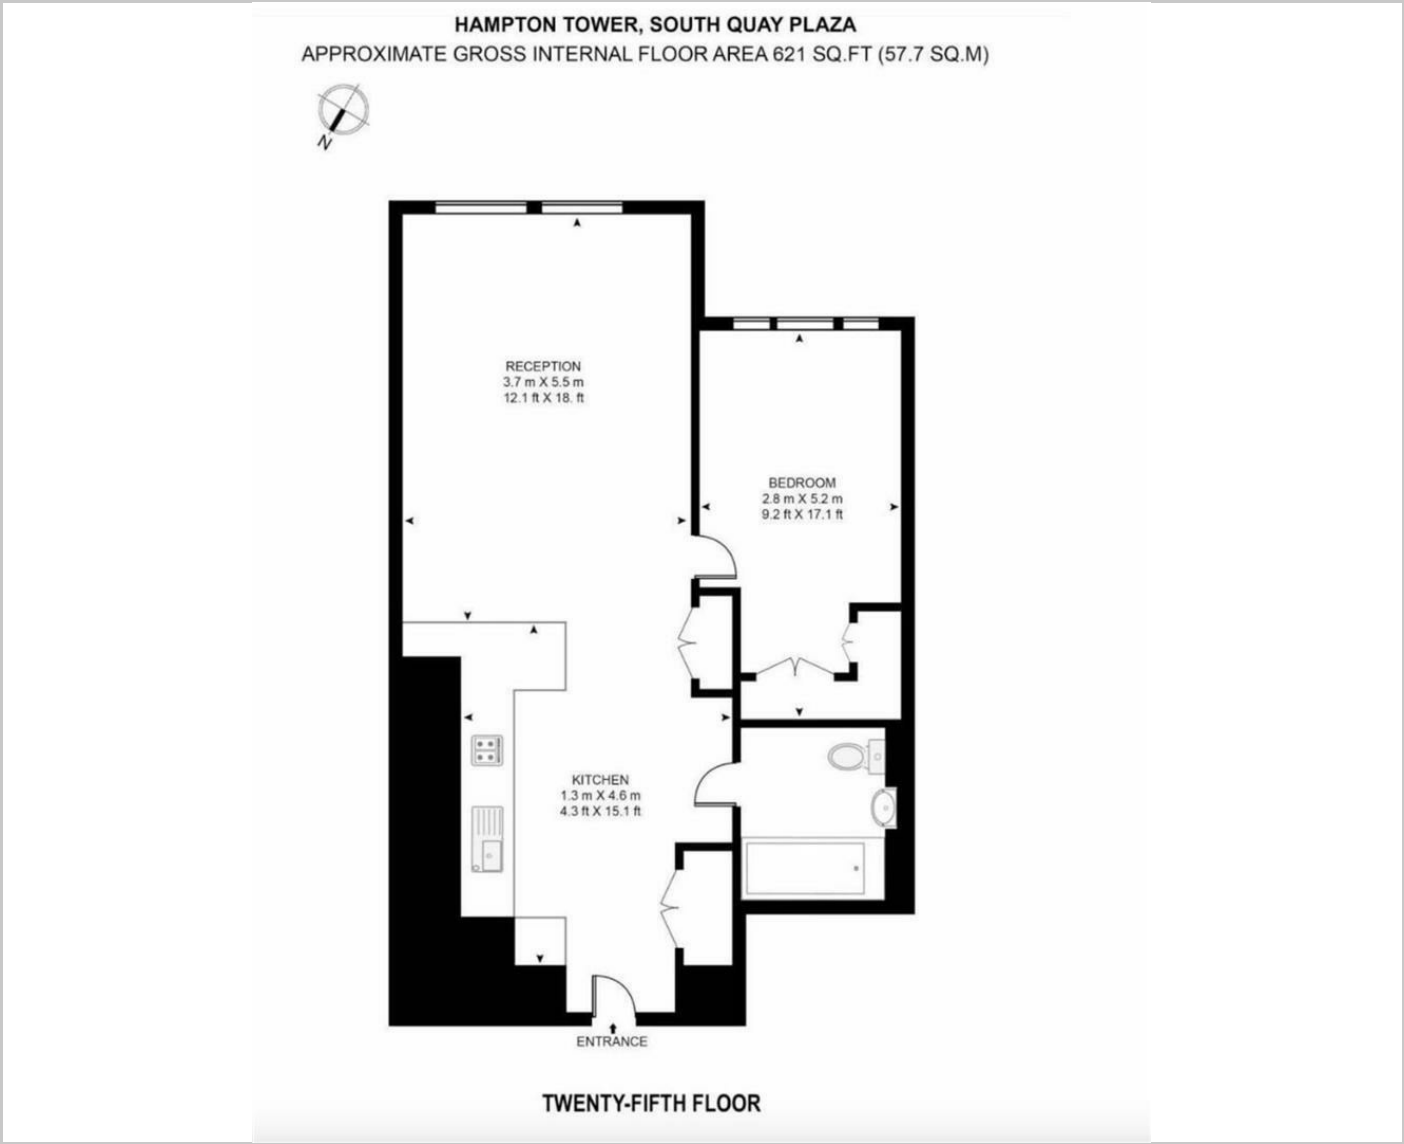 HAMPTON TOWER, SOUTH QUAY PLAZA
APPROXIMATE GROSS INTERNAL FLOOR AREA 621 SQ.FT (57.7 SQ.M)
N
RECEPTION
3.7 m X 5.5 m
12.1 ft X 18. ft
BEDROOM
2.8 m X 5.2 m
9.2 ft X 17.1 ft
KITCHEN
1.3 m X 4.6 m
4.3 ft X 15.1 ft
ENTRANCE
TWENTY-FIFTH FLOOR